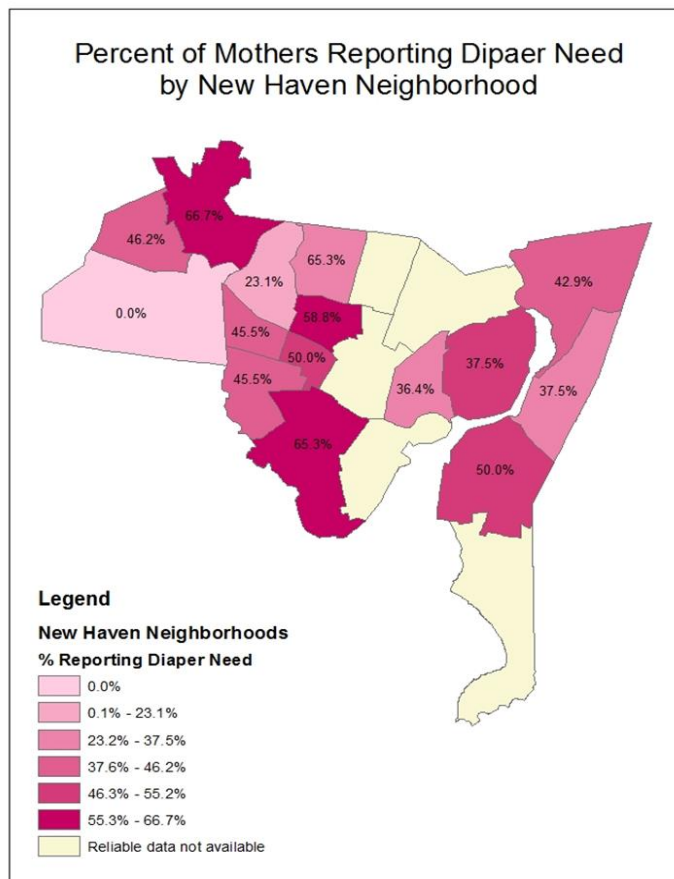 Percent of Mothers Reporting Dipaer Need
by New Haven Neighborhood
66.7%
46.2%
65.3%
23.1%
42.9%
0.0%
58.8%
45.5%
50.0%
37.5%
45.5%
36.4%
37.5%
65.3%
50.0%
Legend
New Haven Neighborhoods
% Reporting Diaper Need
0.0%
0.1% - 23.1%
23.2% - 37.5%
37.6% - 46.2%
46.3% - 55.2%
55.3% - 66.7%
Reliable data not available